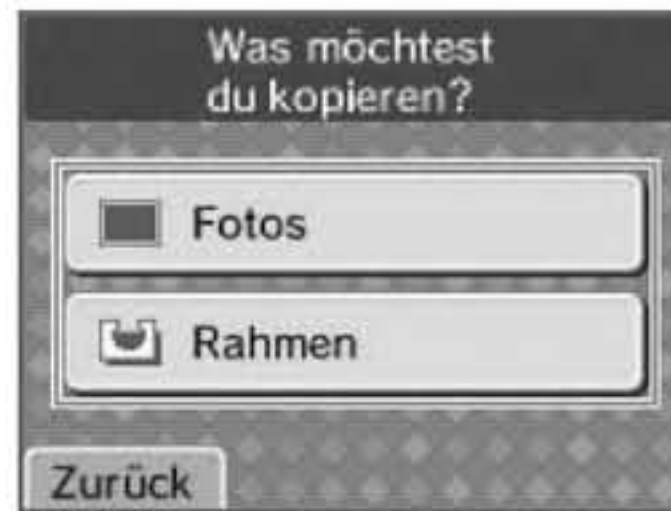 Was möchtest
du kopieren?
Fotos
Rahmen
Zurück